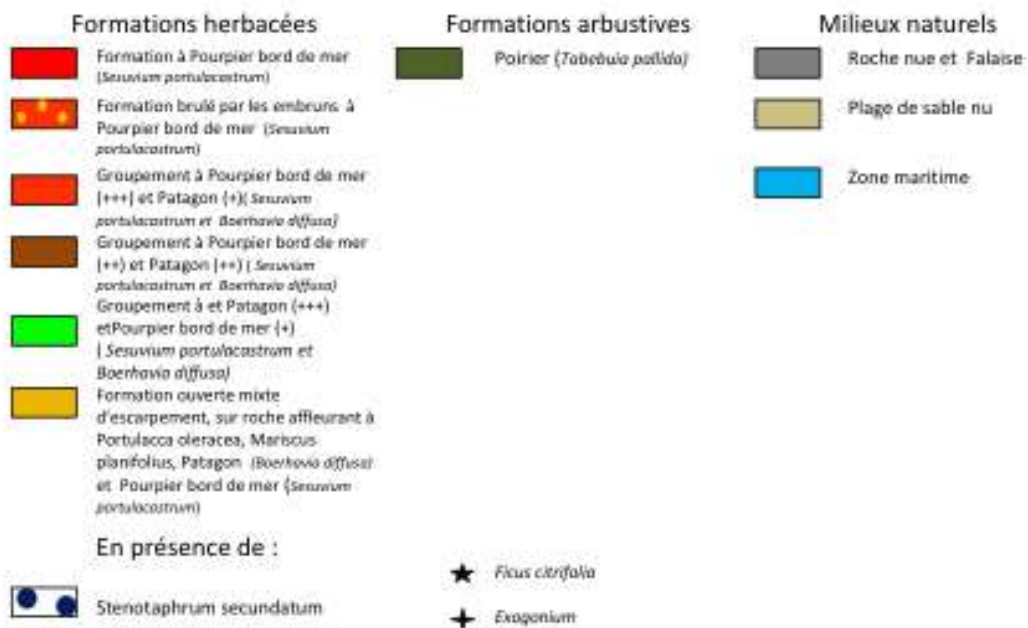 Formations herbacées
Formation à Pourpier bord de mer
(Sesuvium portulacastrum)
Formation brulé par les embruns à
Pourpier bord de mer (Sesuvium
portulacastrum)
Groupement à Pourpier bord de mer
(+++) et Patagon (+)( Sesuvium
portulacastrum et Boerhavia diffusa)
Groupement à Pourpier bord de mer
(++) et Patagon (++) ( Sesuvium
portulacastrum et Boerhavia diffusa)
Groupement à et Patagon (+++)
etPourpier bord de mer (+)
( Sesuvium portulacastrum et
Boerhavia diffusa)
Formation ouverte mixte
d'escarpement, sur roche affleurant à
Portulacca oleracea, Mariscus
planifolius, Patagon (Boerhavia diffusa)
et Pourpier bord de mer (Sesuvium
portulacastrum)
En présence de :
Stenotaphrum secundatum
Formations arbustives
Poirier (Tabebuia pallida)
Ficus citrifolia
Exogonium
Milieux naturels
Roche nue et Falaise
Plage de sable nu
Zone maritime